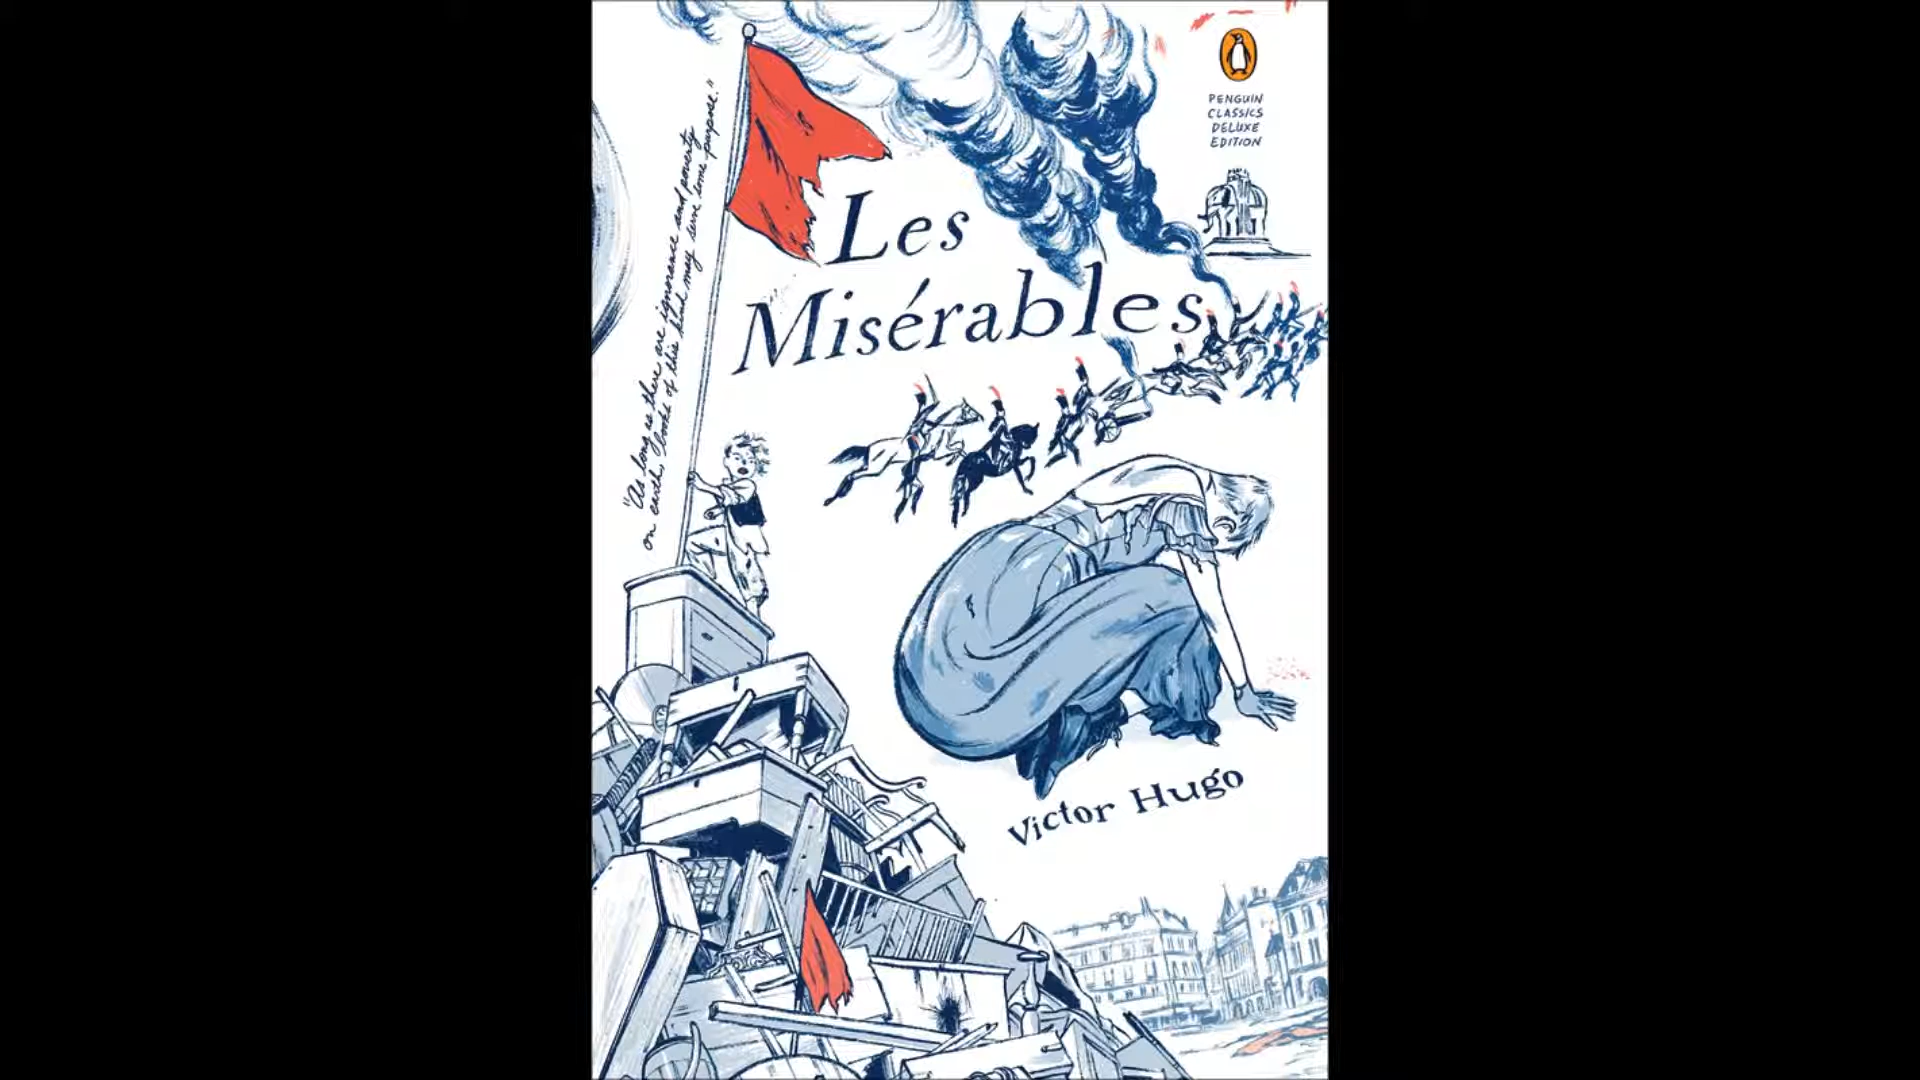 PENGUIN
CLASSICS
DELUXE
EDITION
"As long as there are ignorance and poverty
on earth, books of this kind may serve some purpose."
Les
Misérables
Victor Hugo